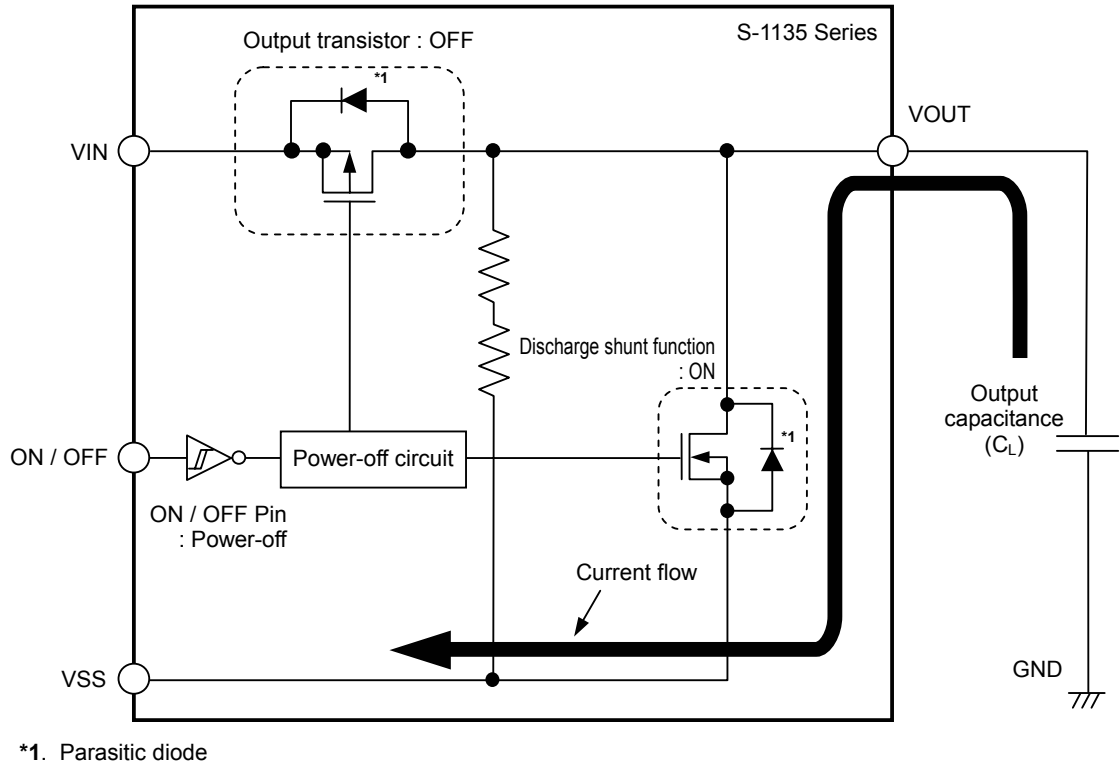 S-1135 Series
Output transistor : OFF
*1
VOUT
VIN
Discharge shunt function
: ON
*1
Output
capacitance
(CL)
ON / OFF
Power-off circuit
ON / OFF Pin
: Power-off
Current flow
VSS
GND
*1. Parasitic diode